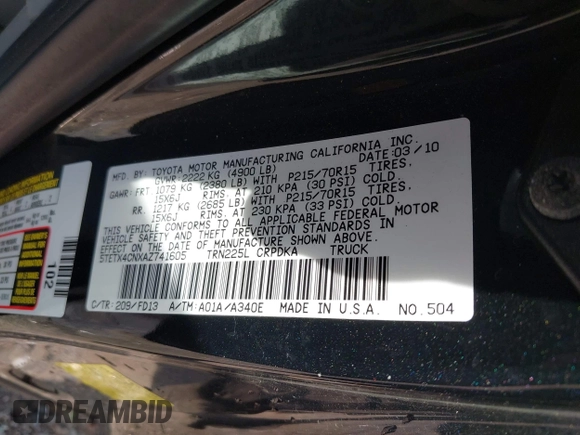 MFD. BY: TOYOTA MOTOR MANUFACTURING CALIFORNIA INC.
GVWR: 2222 KG (4900 LB) DATE: 03/10
GAWR: FRT 1079 KG (2380 LB) WITH P215/70R15 TIRES,
15X6J RIMS, AT 210 KPA (30 PSI) COLD.
RR. 1217 KG (2685 LB) WITH P215/70R15 TIRES,
15X6J RIMS, AT 230 KPA (33 PSI) COLD.
THIS VEHICLE CONFORMS TO ALL APPLICABLE FEDERAL MOTOR
VEHICLE SAFETY AND THEFT PREVENTION STANDARDS IN
EFFECT ON THE DATE OF MANUFACTURE SHOWN ABOVE.
5TETX4CNXAZ741605 TRN225L CRPDKA TRUCK
C/TR: 209/FD13 A/TM: A01A/A340E MADE IN U.S.A. NO.504
T02
DREAMBID